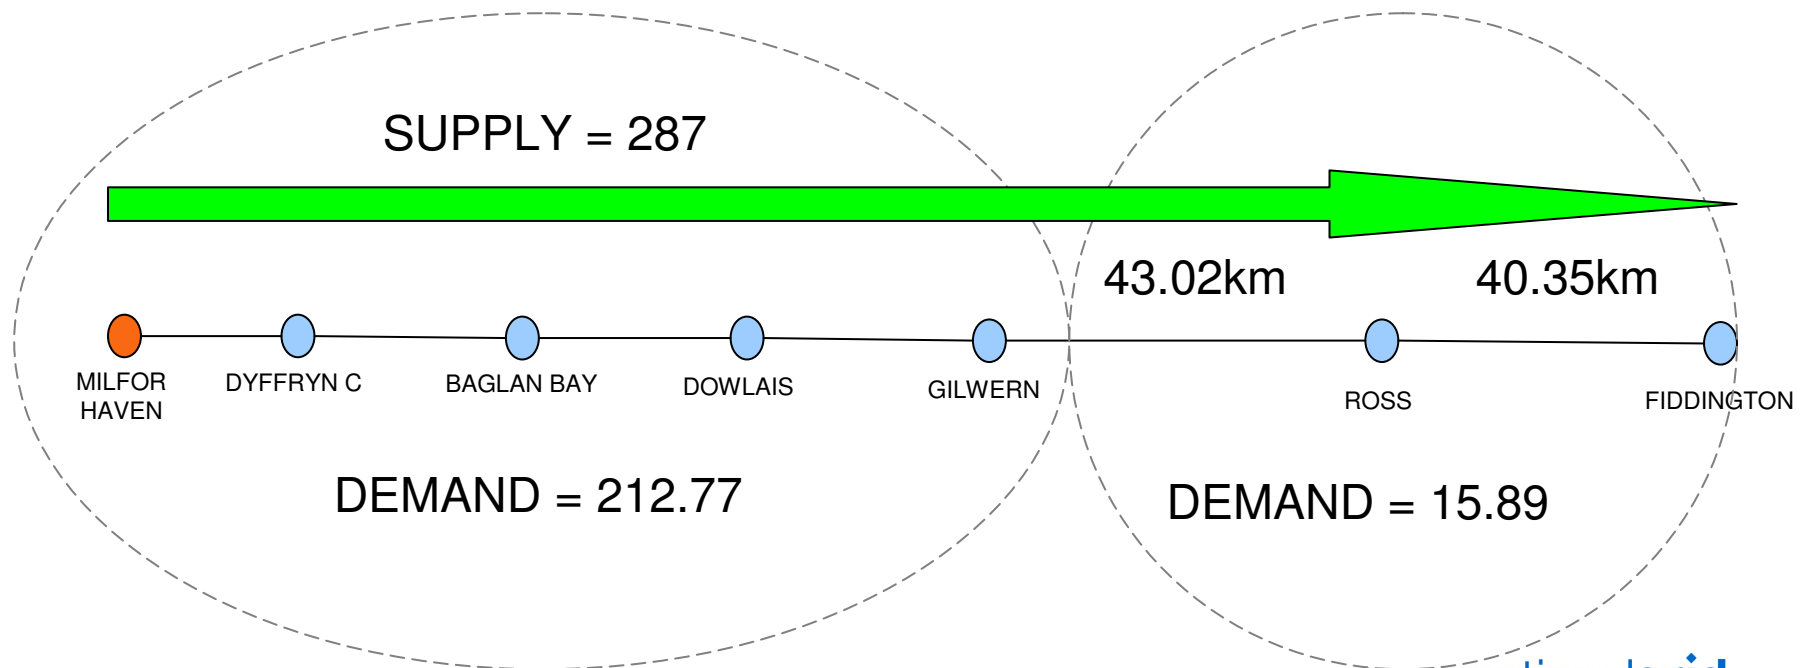 SUPPLY = 287
43.02km
40.35km
MILFOR
HAVEN
DYFFRYN C
BAGLAN BAY
DOWLAIS
GILWERN
ROSS
FIDDINGTON
DEMAND = 212.77
DEMAND = 15.89